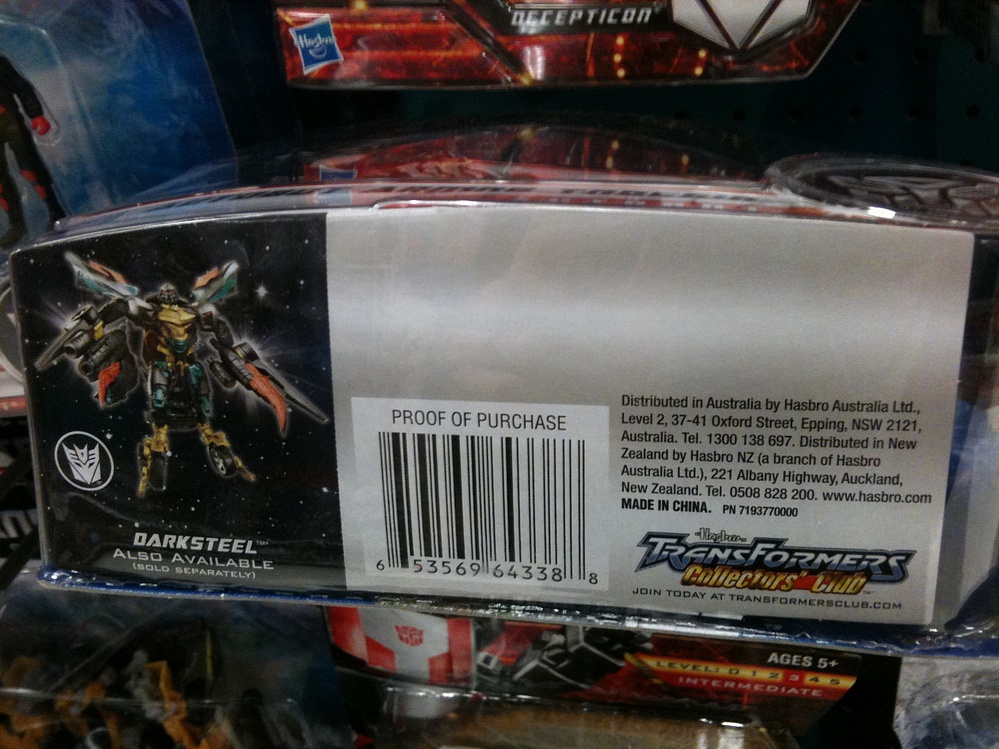 DECEPTICON
Hasbro
DARKSTEEL™
ALSO AVAILABLE
(SOLD SEPARATELY)
PROOF OF PURCHASE
6 53569 64338 8
Distributed in Australia by Hasbro Australia Ltd.,
Level 2, 37-41 Oxford Street, Epping, NSW 2121,
Australia. Tel. 1300 138 697. Distributed in New
Zealand by Hasbro NZ (a branch of Hasbro
Australia Ltd.), 221 Albany Highway, Auckland,
New Zealand. Tel. 0508 828 200. www.hasbro.com
MADE IN CHINA. PN 7193770000
Hasbro
TRANSFORMERS
Collectors' Club™
JOIN TODAY AT TRANSFORMERSCLUB.COM
AGES 5+
LEVEL: 0 1 2 3 4 5
INTERMEDIATE